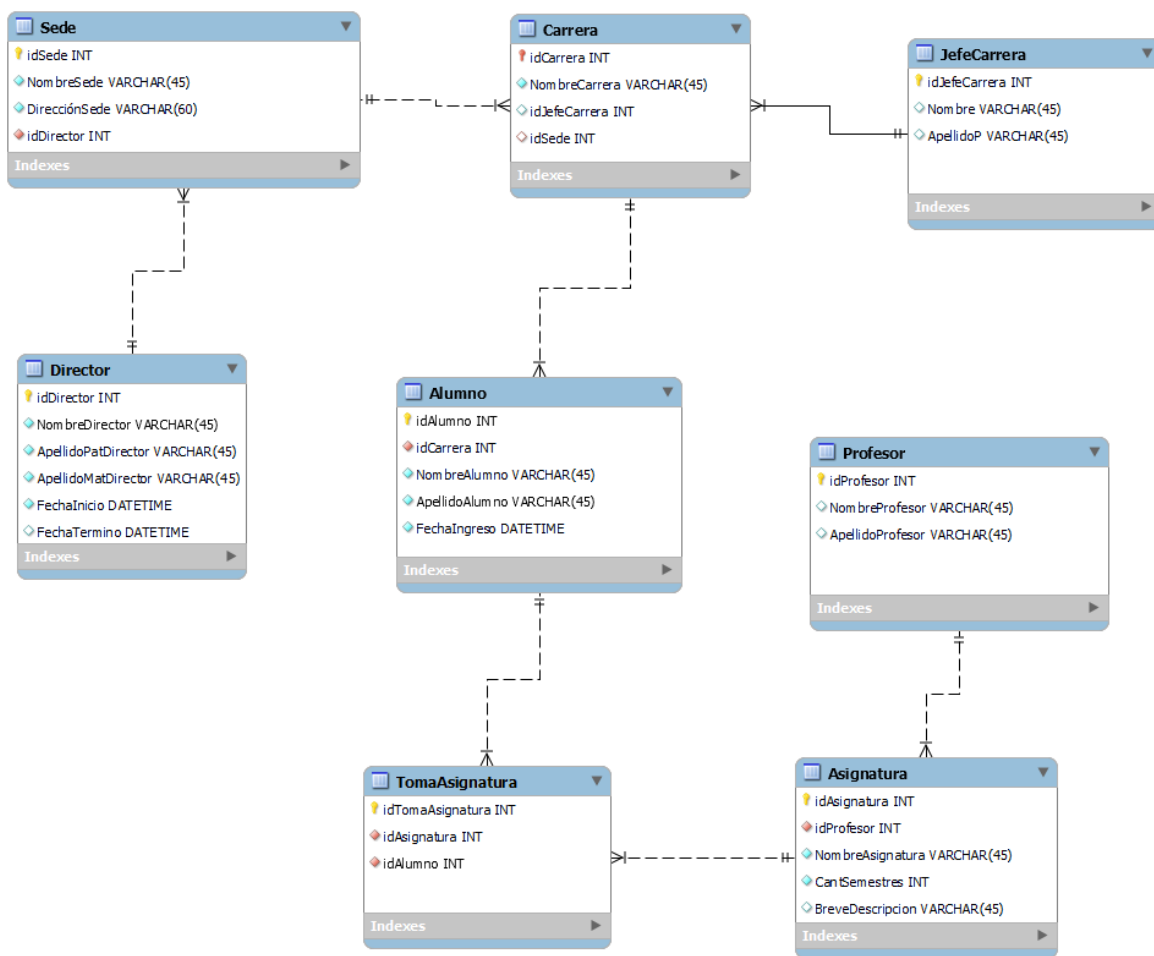 Sede
idSede INT
NombreSede VARCHAR(45)
DirecciónSede VARCHAR(60)
idDirector INT
Indexes
Carrera
idCarrera INT
NombreCarrera VARCHAR(45)
idJefeCarrera INT
idSede INT
Indexes
JefeCarrera
idJefeCarrera INT
Nombre VARCHAR(45)
ApellidoP VARCHAR(45)
Indexes
Director
idDirector INT
NombreDirector VARCHAR(45)
ApellidoPatDirector VARCHAR(45)
ApellidoMatDirector VARCHAR(45)
FechaInicio DATETIME
FechaTermino DATETIME
Indexes
Alumno
idAlumno INT
idCarrera INT
NombreAlumno VARCHAR(45)
ApellidoAlumno VARCHAR(45)
FechaIngreso DATETIME
Indexes
Profesor
idProfesor INT
NombreProfesor VARCHAR(45)
ApellidoProfesor VARCHAR(45)
Indexes
TomaAsignatura
idTomaAsignatura INT
idAsignatura INT
idAlumno INT
Indexes
Asignatura
idAsignatura INT
idProfesor INT
NombreAsignatura VARCHAR(45)
CantSemestres INT
BreveDescripcion VARCHAR(45)
Indexes